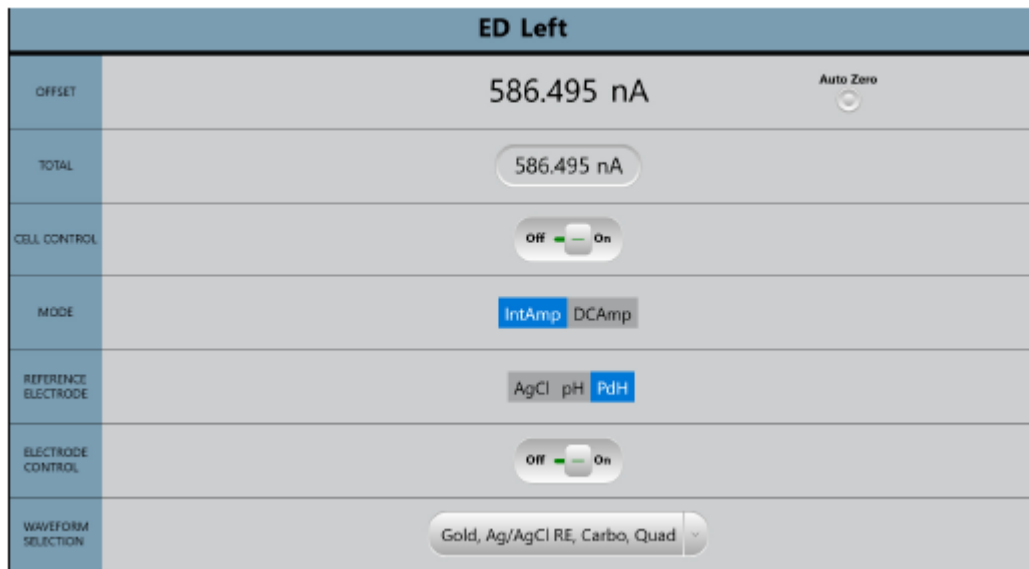 ED Left
OFFSET
586.495 nA
Auto Zero
TOTAL
586.495 nA
CELL CONTROL
Off On
MODE
IntAmp DCAmp
REFERENCE
ELECTRODE
AgCl pH PdH
ELECTRODE
CONTROL
Off On
WAVEFORM
SELECTION
Gold, Ag/AgCl RE, Carbo, Quad